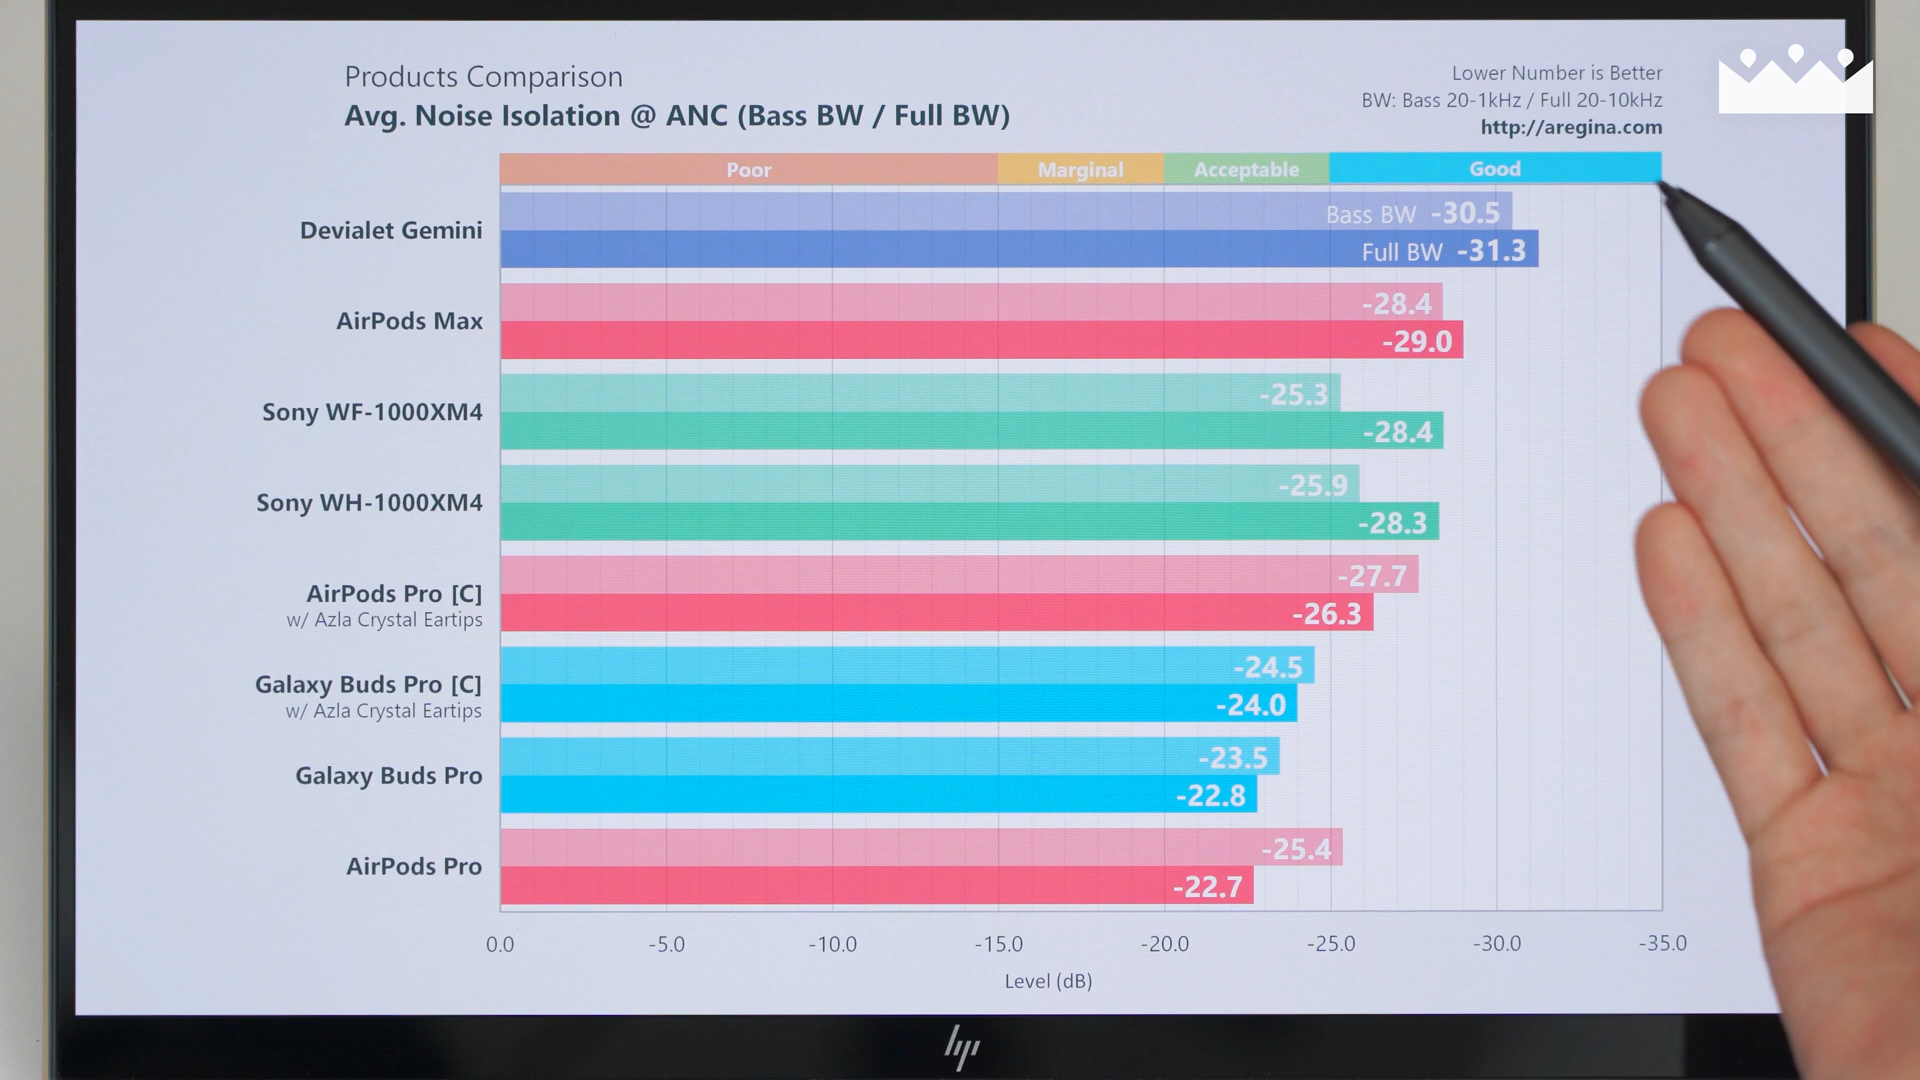 Products Comparison
Avg. Noise Isolation @ ANC (Bass BW / Full BW)
Lower Number is Better
BW: Bass 20-1kHz / Full 20-10kHz
http://aregina.com
Poor Marginal Acceptable Good
Devialet Gemini
Bass BW -30.5
Full BW -31.3
AirPods Max
-28.4
-29.0
Sony WF-1000XM4
-25.3
-28.4
Sony WH-1000XM4
-25.9
-28.3
AirPods Pro [C]
w/ Azla Crystal Eartips
-27.7
-26.3
Galaxy Buds Pro [C]
w/ Azla Crystal Eartips
-24.5
-24.0
Galaxy Buds Pro
-23.5
-22.8
AirPods Pro
-25.4
-22.7
0.0 -5.0 -10.0 -15.0 -20.0 -25.0 -30.0 -35.0
Level (dB)
hp